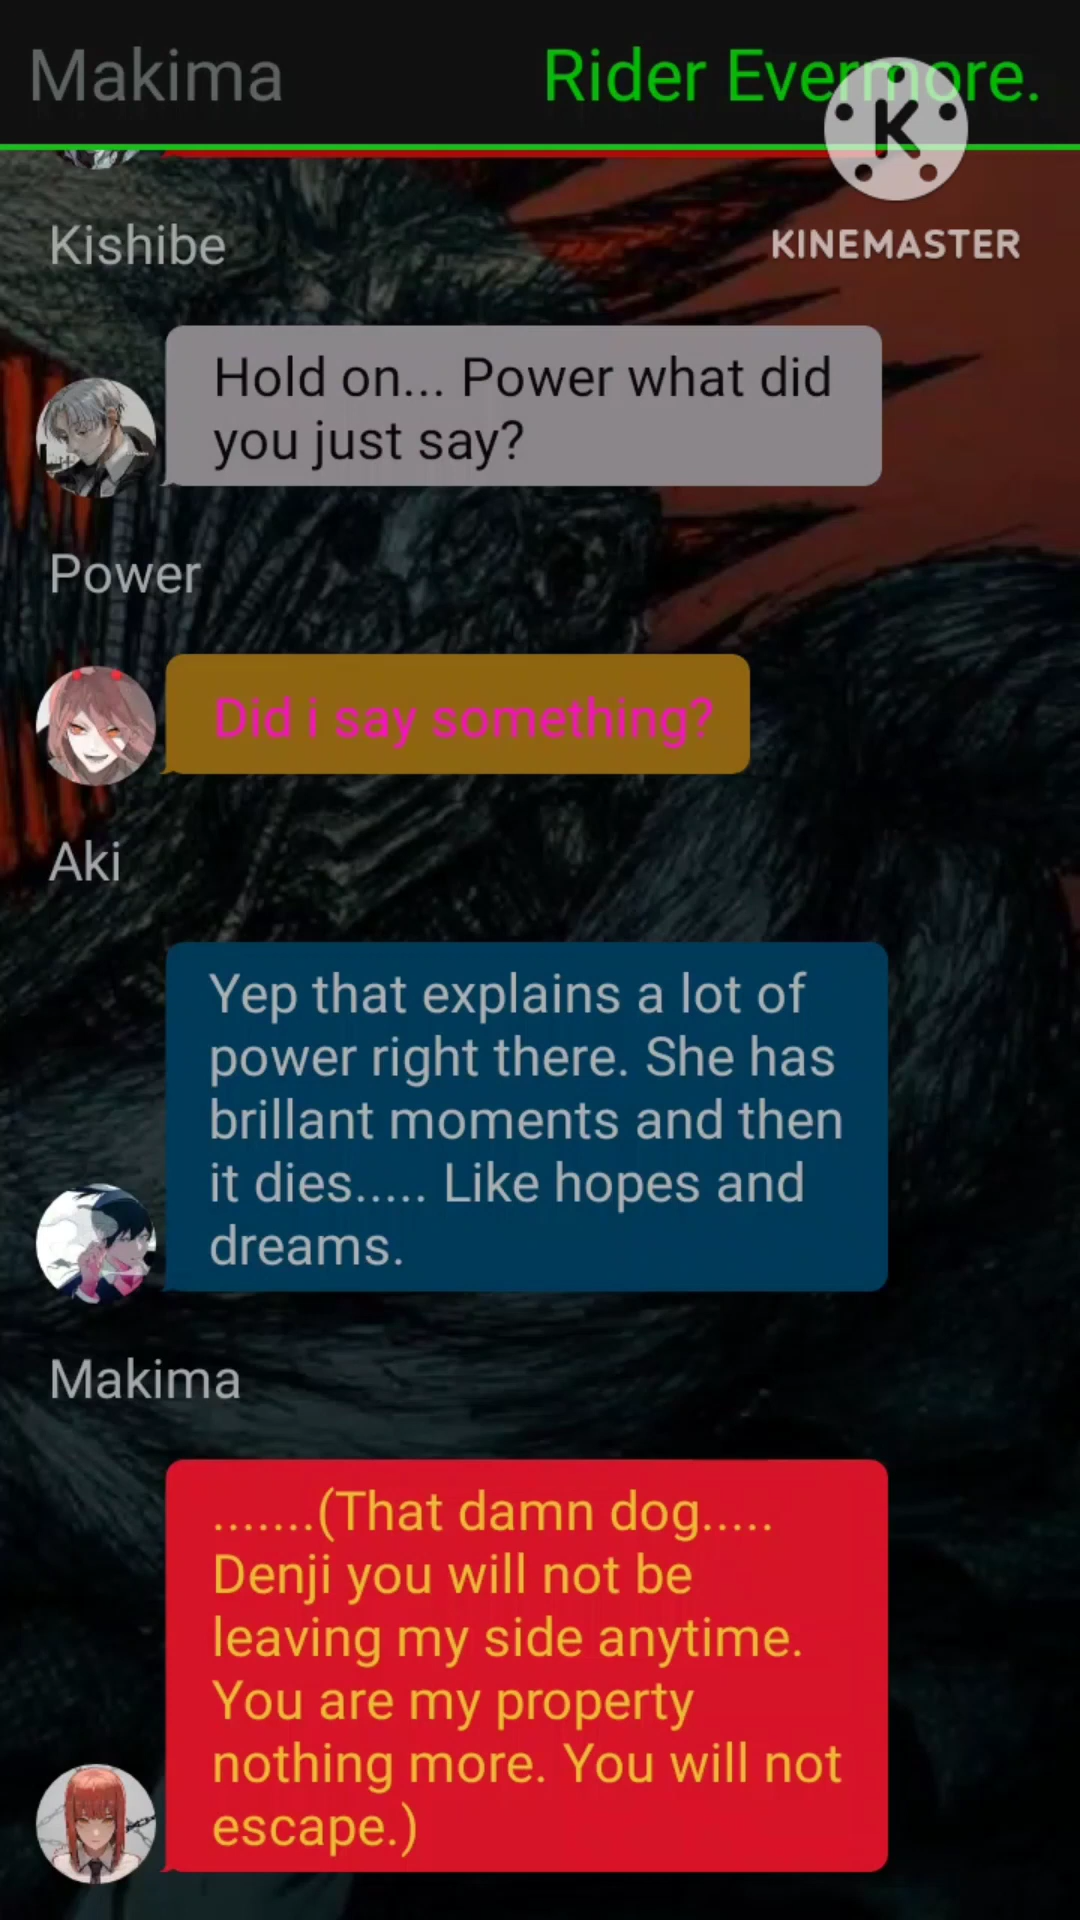 Makima
Rider Evermore.
K
KINEMASTER
Kishibe
Hold on... Power what did
you just say?
Power
Did i say something?
Aki
Yep that explains a lot of
power right there. She has
brillant moments and then
it dies..... Like hopes and
dreams.
Makima
.......(That damn dog.....
Denji you will not be
leaving my side anytime.
You are my property
nothing more. You will not
escape.)